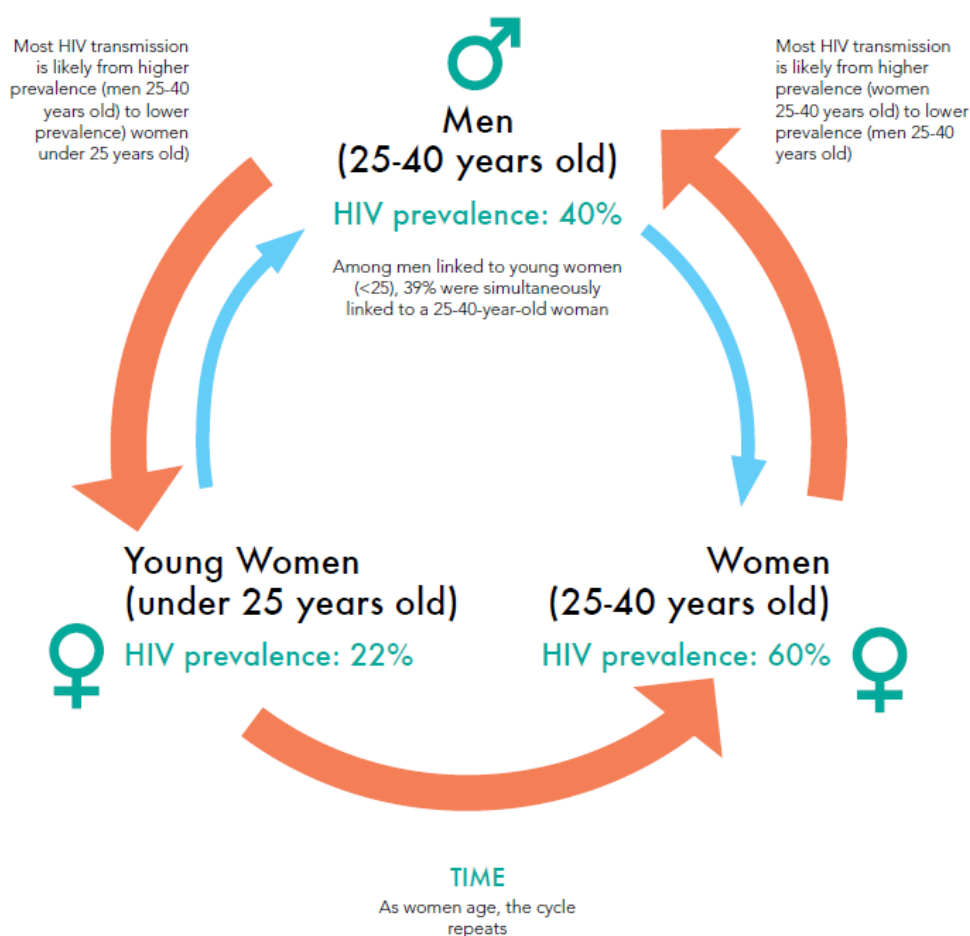 Most HIV transmission
is likely from higher
prevalence (men 25-40
years old) to lower
prevalence) women
under 25 years old)
Men
(25-40 years old)
HIV prevalence: 40%
Among men linked to young women
(<25), 39% were simultaneously
linked to a 25-40-year-old woman
Most HIV transmission
is likely from higher
prevalence (women
25-40 years old) to lower
prevalence (men 25-40
years old)
Young Women
(under 25 years old)
HIV prevalence: 22%
Women
(25-40 years old)
HIV prevalence: 60%
TIME
As women age, the cycle
repeats